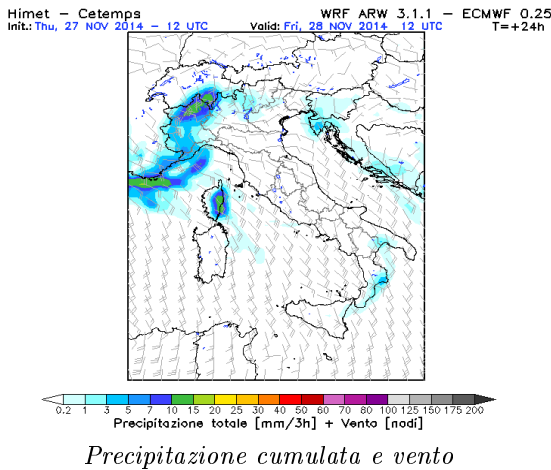 Himet – Cetemps WRF ARW 3.1.1 – ECMWF 0.25
Init.: Thu, 27 NOV 2014 – 12 UTC Valid: Fri, 28 NOV 2014 12 UTC T=+24h
0.2 1 3 5 7 10 15 20 25 30 40 50 60 70 80 90 100 125 150 175 200
Precipitazione totale [mm/3h] + Vento [nodi]
Precipitazione cumulata e vento